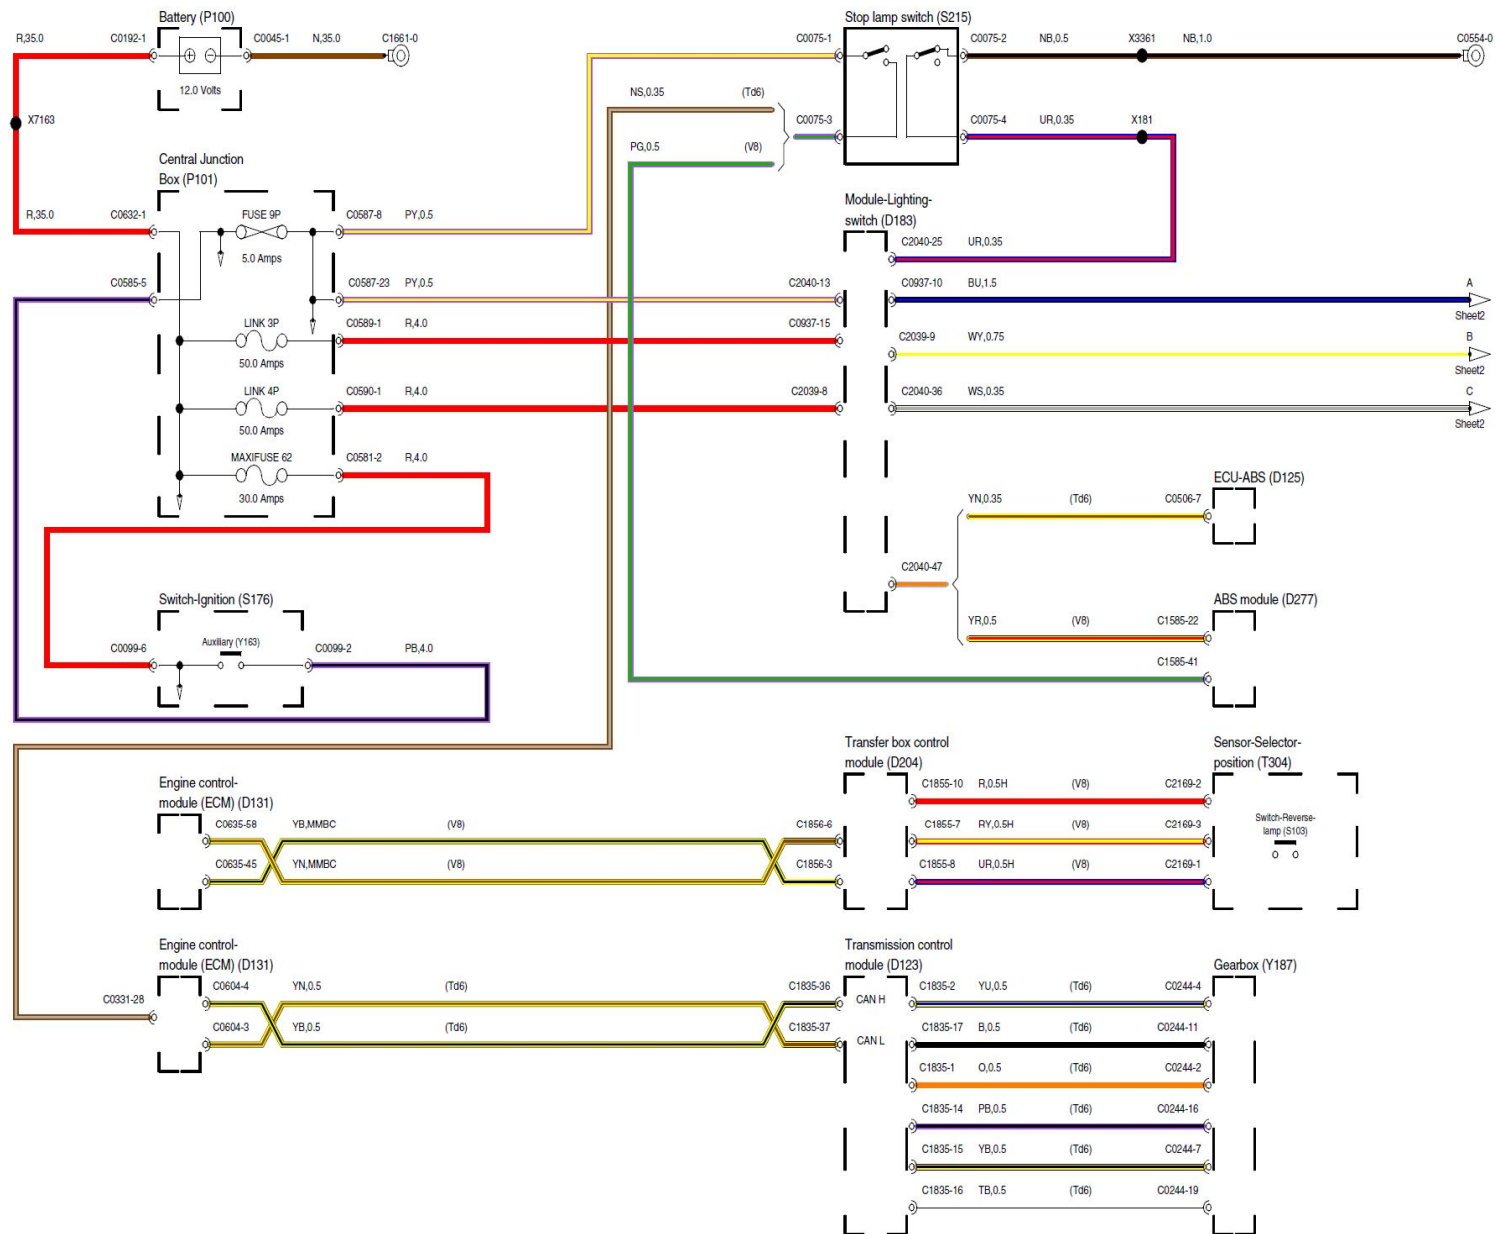 Battery (P100)
Stop lamp switch (S215)
R,35.0
C0192-1
C0045-1
N,35.0
C1661-0
C0075-1
C0075-2
NB,0.5
X3361
NB,1.0
C0554-0
12.0 Volts
NS,0.35
(Td6)
X7163
C0075-3
C0075-4
UR,0.35
X181
PG,0.5
(V8)
Central Junction
Box (P101)
Module-Lighting-
switch (D183)
R,35.0
C0632-1
FUSE 9P
C0587-8
PY,0.5
5.0 Amps
C2040-25
UR,0.35
C0585-5
C0587-23
PY,0.5
C2040-13
C0937-10
BU,1.5
A
Sheet2
LINK 3P
C0589-1
R,4.0
C0937-15
50.0 Amps
C2039-9
WY,0.75
B
Sheet2
LINK 4P
C0590-1
R,4.0
C2039-8
C2040-36
WS,0.35
C
Sheet2
50.0 Amps
MAXIFUSE 62
C0581-2
R,4.0
30.0 Amps
ECU-ABS (D125)
YN,0.35
(Td6)
C0506-7
C2040-47
Switch-Ignition (S176)
ABS module (D277)
YR,0.5
(V8)
C1585-22
C0099-6
Auxiliary (Y163)
C0099-2
PB,4.0
C1585-41
Transfer box control
module (D204)
Sensor-Selector-
position (T304)
Engine control-
module (ECM) (D131)
C1855-10
R,0.5H
(V8)
C2169-2
C0635-58
YB,MMBC
(V8)
C1856-6
C1855-7
RY,0.5H
(V8)
C2169-3
Switch-Reverse-
lamp (S103)
C0635-45
YN,MMBC
(V8)
C1856-3
C1855-8
UR,0.5H
(V8)
C2169-1
Engine control-
module (ECM) (D131)
Transmission control
module (D123)
Gearbox (Y187)
C0331-28
C0604-4
YN,0.5
(Td6)
C1835-36
CAN H
C1835-2
YU,0.5
(Td6)
C0244-4
C0604-3
YB,0.5
(Td6)
C1835-37
CAN L
C1835-17
B,0.5
(Td6)
C0244-11
C1835-1
O,0.5
(Td6)
C0244-2
C1835-14
PB,0.5
(Td6)
C0244-16
C1835-15
YB,0.5
(Td6)
C0244-7
C1835-16
TB,0.5
(Td6)
C0244-19